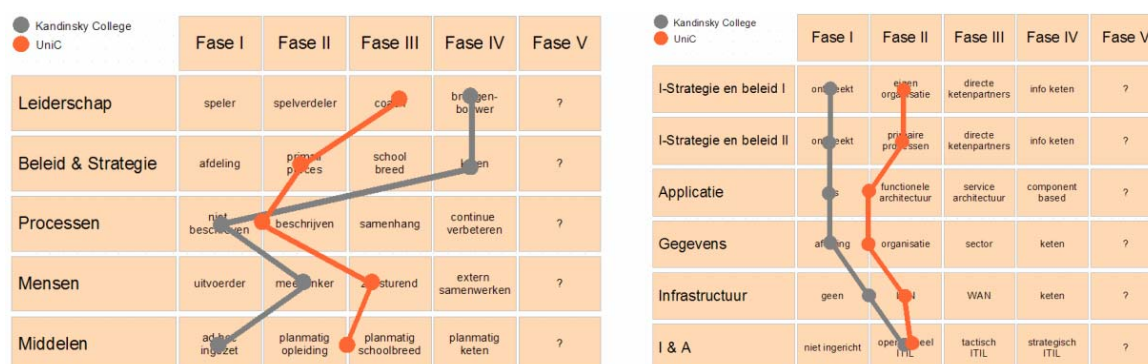 Kandinsky College
UniC
Fase I Fase II Fase III Fase IV Fase V
Leiderschap speler spelverdeler ?
Beleid & Strategie afdeling school breed ?
Processen beschrijven samenhang continue verbeteren ?
Mensen uitvoerder extern samenwerken ?
Middelen planmatig opleiding planmatig schoolbreed planmatig keten ?
Kandinsky College
UniC
Fase I Fase II Fase III Fase IV Fase V
I-Strategie en beleid I directe ketenpartners info keten ?
I-Strategie en beleid II directe ketenpartners info keten ?
Applicatie functionele architectuur service architectuur component based ?
Gegevens organisatie sector keten ?
Infrastructuur geen WAN keten ?
I & A niet ingericht ITIL tactisch ITIL strategisch ITIL ?